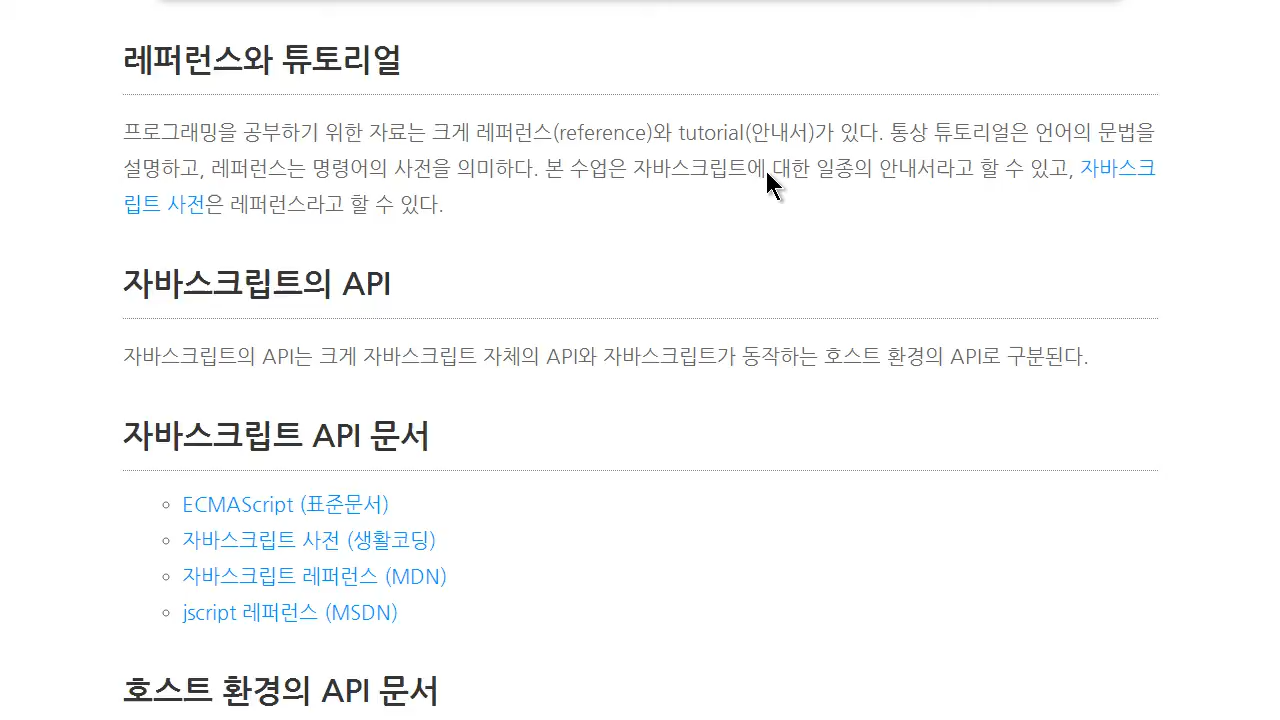 레퍼런스와 튜토리얼
프로그래밍을 공부하기 위한 자료는 크게 레퍼런스(reference)와 tutorial(안내서)가 있다. 통상 튜토리얼은 언어의 문법을
설명하고, 레퍼런스는 명령어의 사전을 의미하다. 본 수업은 자바스크립트에 대한 일종의 안내서라고 할 수 있고, 자바스크
립트 사전은 레퍼런스라고 할 수 있다.
자바스크립트의 API
자바스크립트의 API는 크게 자바스크립트 자체의 API와 자바스크립트가 동작하는 호스트 환경의 API로 구분된다.
자바스크립트 API 문서
ECMAScript (표준문서)
자바스크립트 사전 (생활코딩)
자바스크립트 레퍼런스 (MDN)
jscript 레퍼런스 (MSDN)
호스트 환경의 API 문서